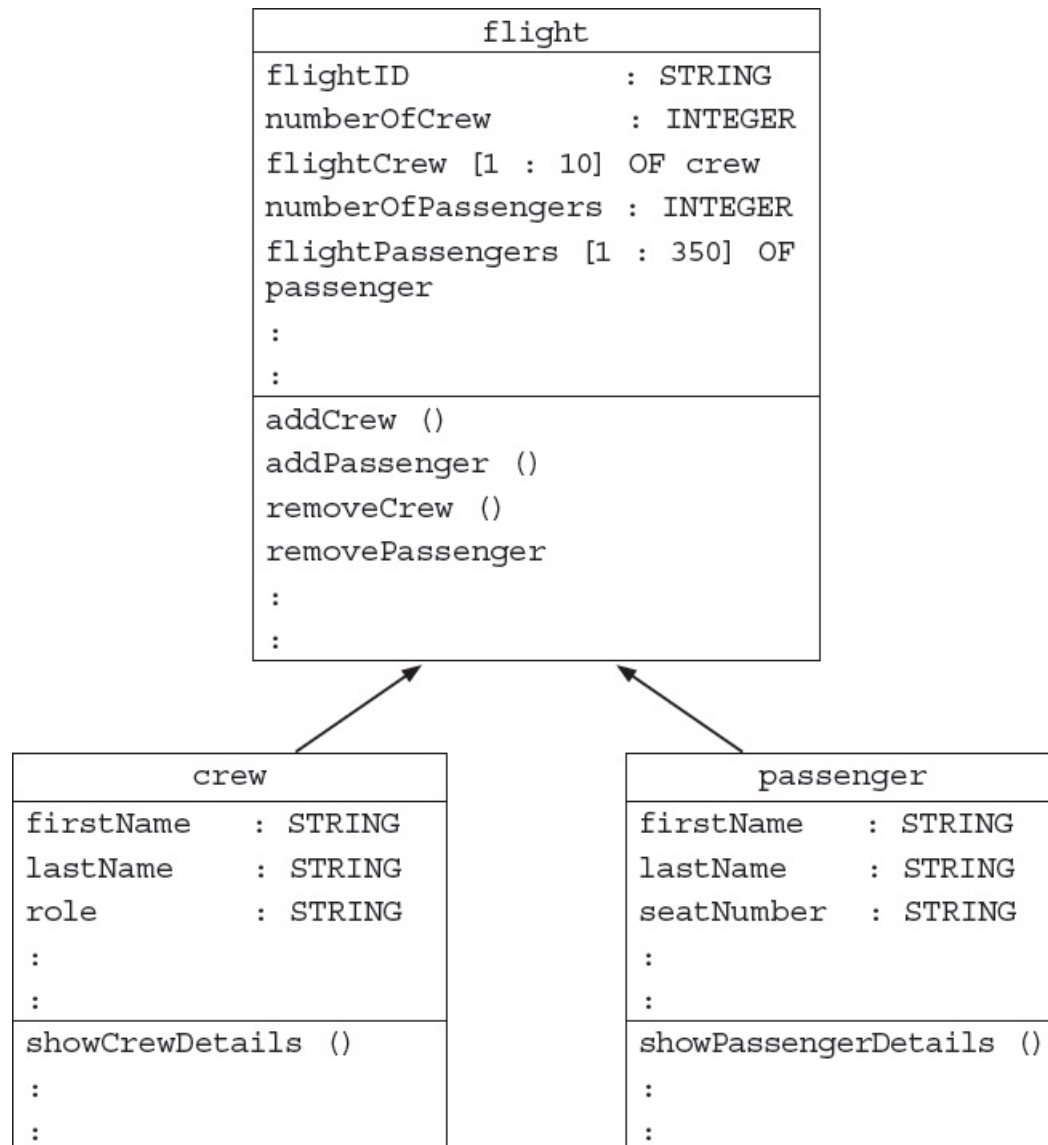 flight
flightID : STRING
numberOfCrew : INTEGER
flightCrew [1 : 10] OF crew
numberOfPassengers : INTEGER
flightPassengers [1 : 350] OF
passenger
:
:
addCrew ()
addPassenger ()
removeCrew ()
removePassenger
:
:
crew
firstName : STRING
lastName : STRING
role : STRING
:
:
showCrewDetails ()
:
:
passenger
firstName : STRING
lastName : STRING
seatNumber : STRING
:
:
showPassengerDetails ()
:
: